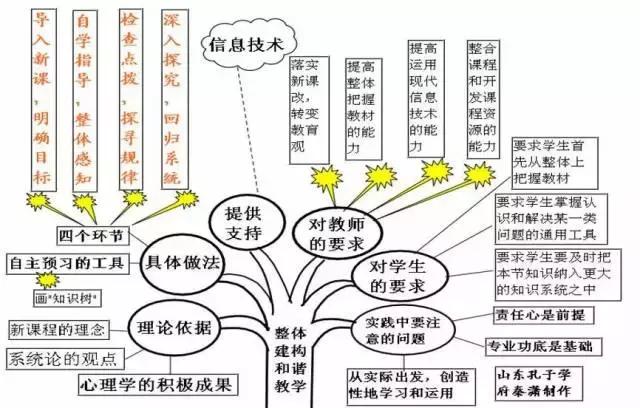 导入新课，明确目标
自学指导，整体感知
检查点拨，探寻规律
深入探究，回归系统
信息技术
落实新课改，转变教育观
提高整体把握教材的能力
提高运用现代信息技术的能力
整合课程和开发课程资源的能力
四个环节
自主预习的工具
画"知识树"
具体做法
提供
支持
对教师
的要求
要求学生首
先从整体上
把握教材
要求学生掌握认
识和解决某一类
问题的通用工具
要求学生要及时把
本节知识纳入更大
的知识系统之中
对学生
的要求
新课程的理念
系统论的观点
心理学的积极成果
理论依据
整体
建构
和谐
教学
实践中要注
意的问题
责任心是前提
专业功底是基础
从实际出发，创造
性地学习和运用
山东孔子学
府秦潇制作